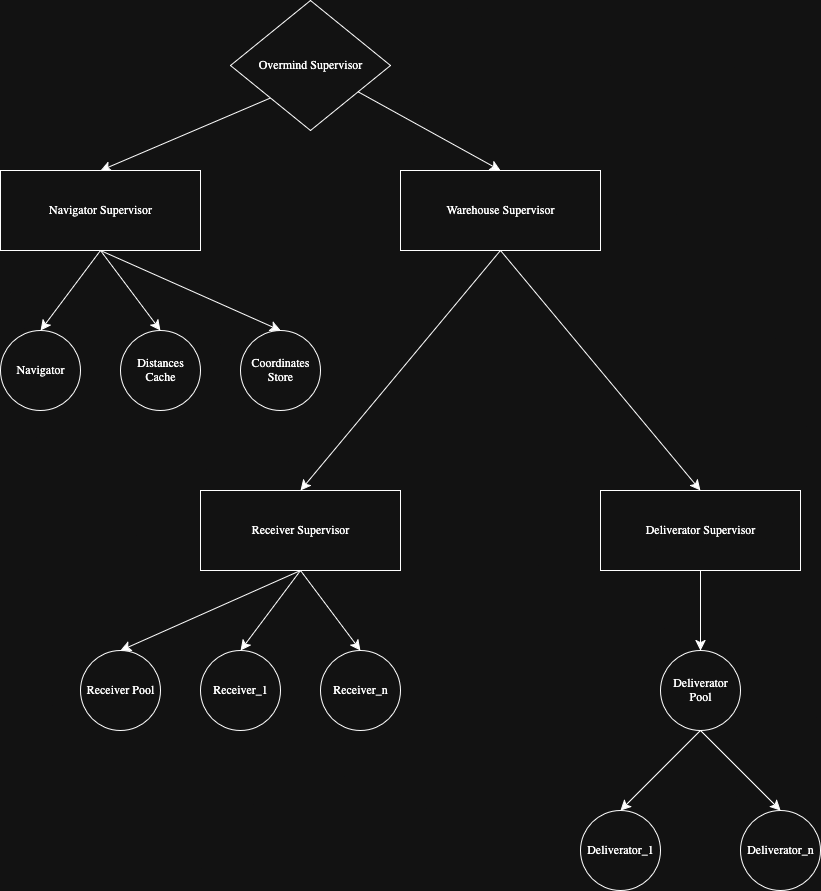 Overmind Supervisor
Navigator Supervisor
Warehouse Supervisor
Navigator
Distances
Cache
Coordinates
Store
Receiver Supervisor
Deliverator Supervisor
Receiver Pool
Receiver_1
Receiver_n
Deliverator
Pool
Deliverator_1
Deliverator_n